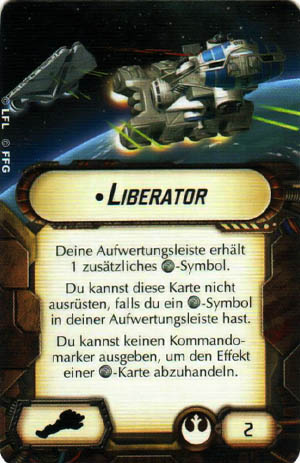 © LFL © FFG
• LIBERATOR
Deine Aufwertungsleiste erhält
1 zusätzliches -Symbol.
Du kannst diese Karte nicht
ausrüsten, falls du ein -Symbol
in deiner Aufwertungsleiste hast.
Du kannst keinen Kommando-
marker ausgeben, um den Effekt
einer -Karte abzuhandeln.
2